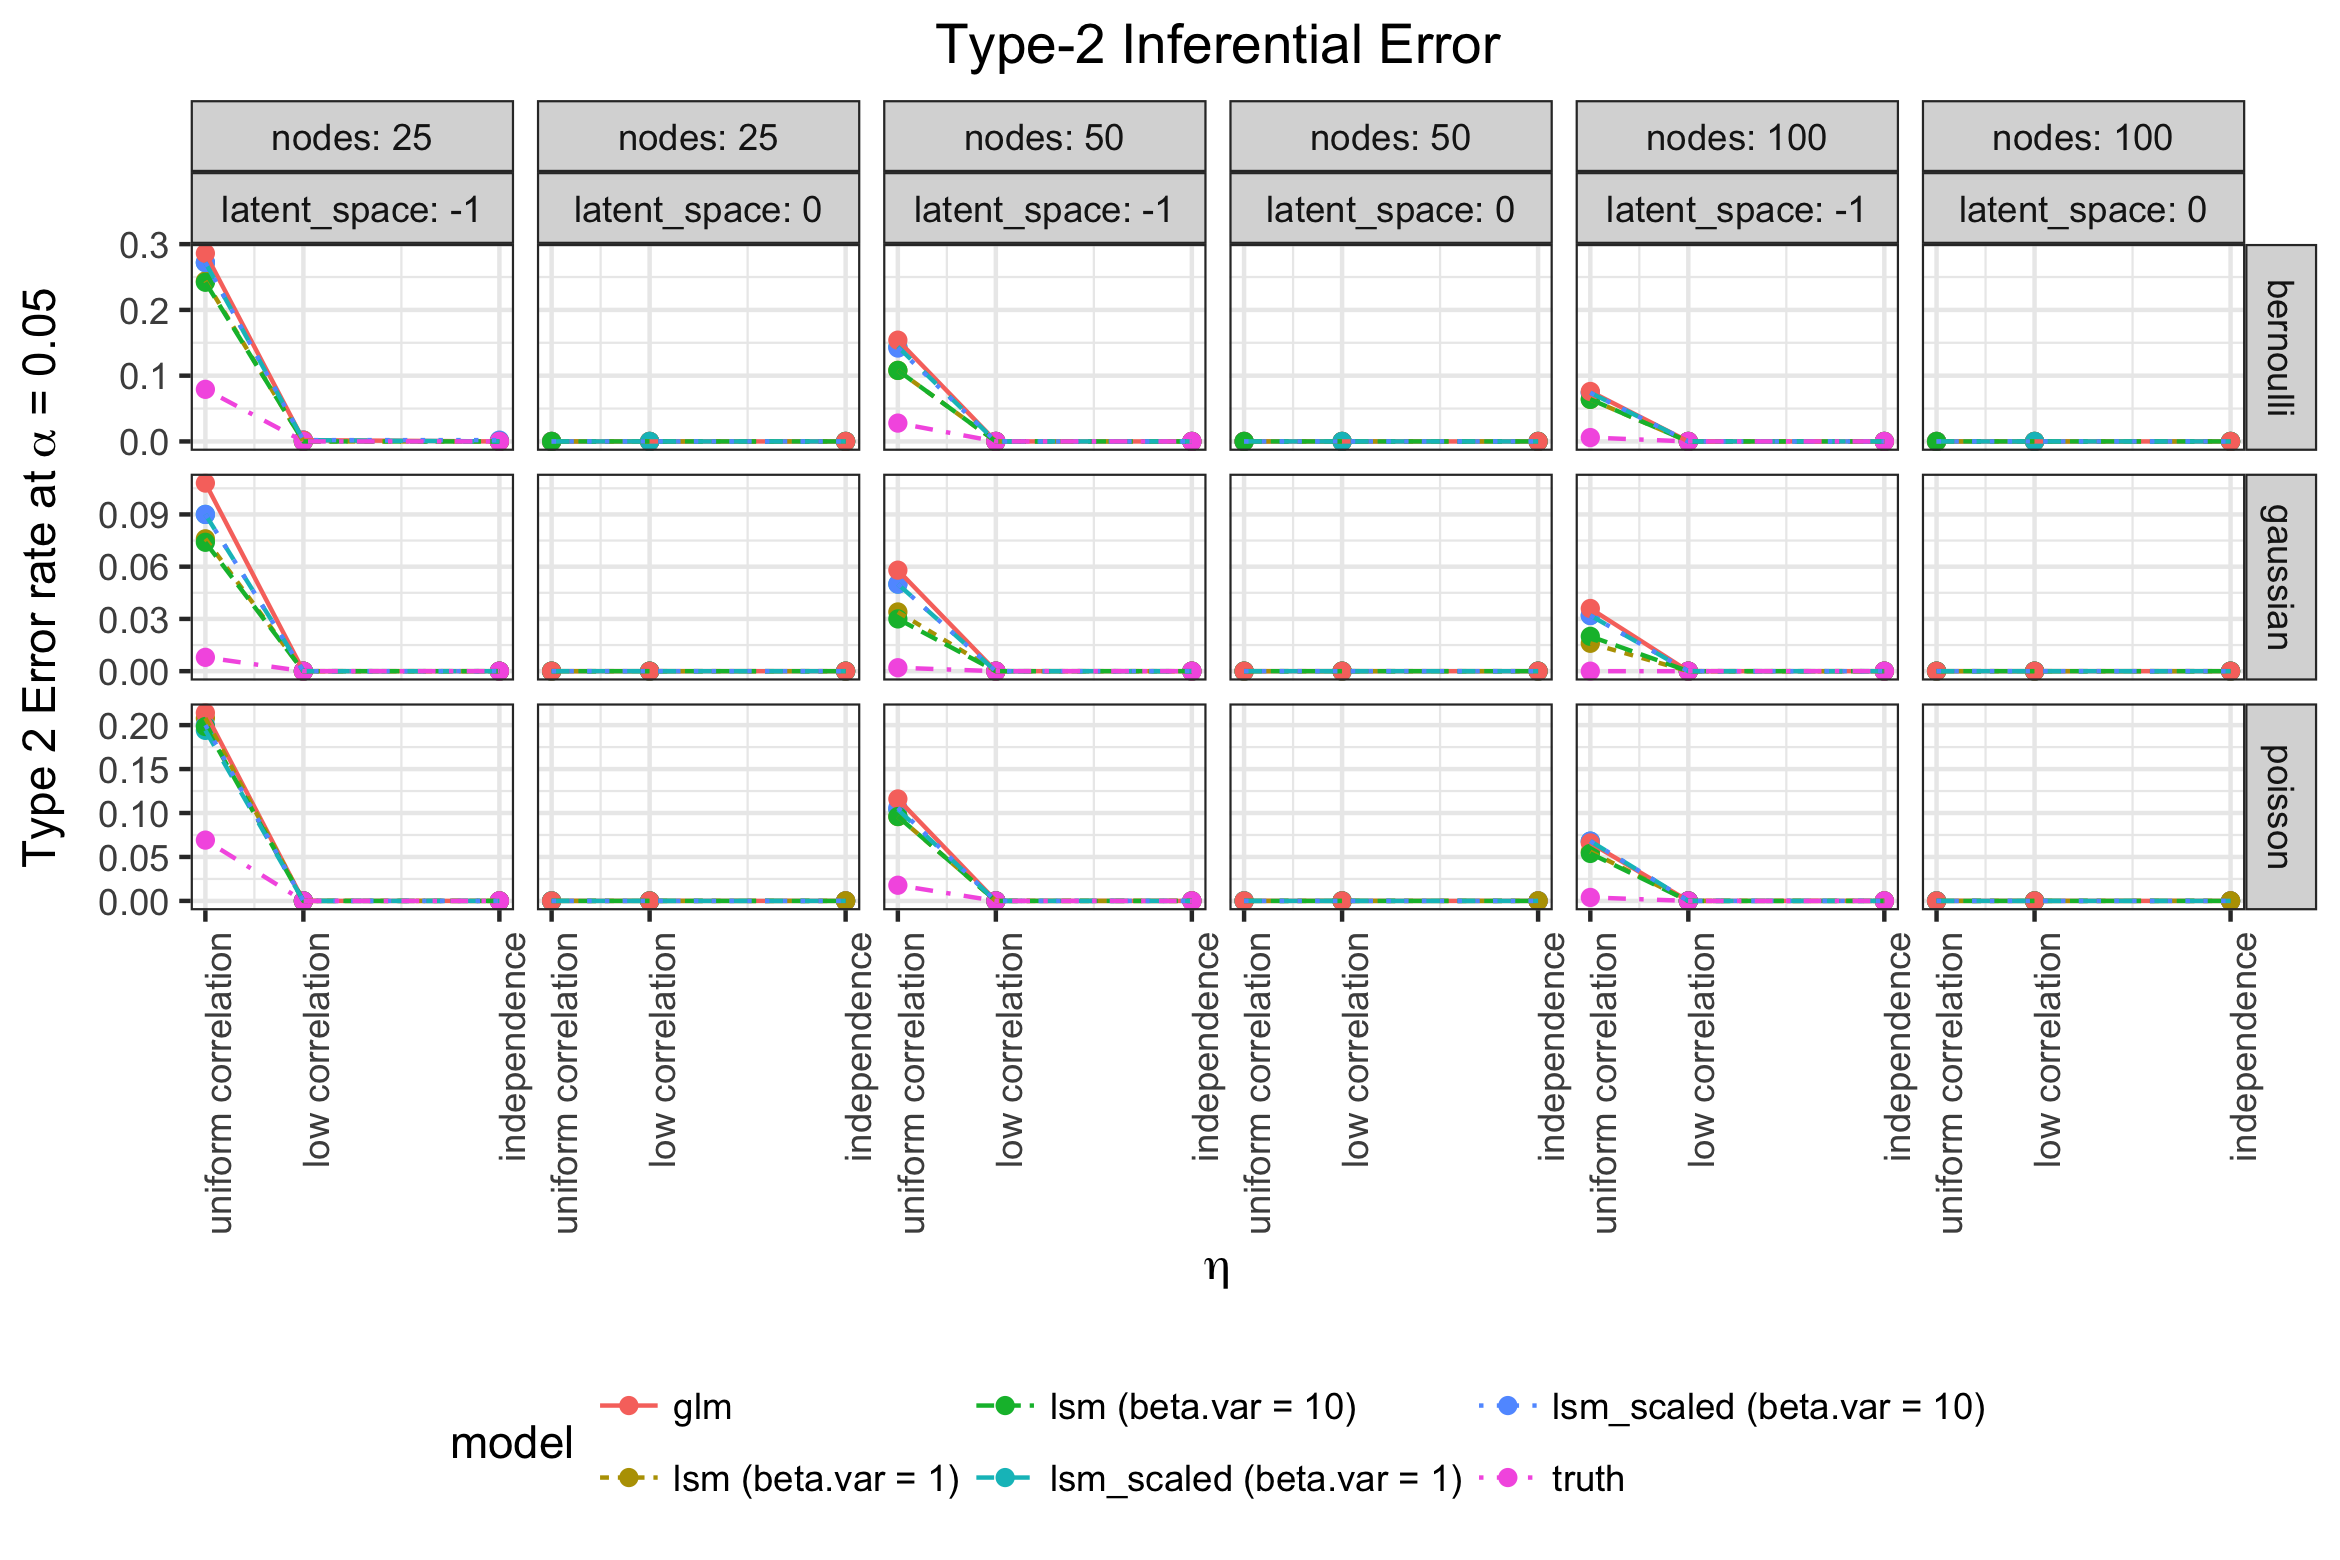 Type-2 Inferential Error
nodes: 25
nodes: 25
nodes: 50
nodes: 50
nodes: 100
nodes: 100
latent_space: -1
latent_space: 0
latent_space: -1
latent_space: 0
latent_space: -1
latent_space: 0
Type 2 Error rate at α = 0.05
0.3
0.2
0.1
0.0
bernoulli
0.09
0.06
0.03
0.00
gaussian
0.20
0.15
0.10
0.05
0.00
poisson
uniform correlation
low correlation
independence
uniform correlation
low correlation
independence
uniform correlation
low correlation
independence
uniform correlation
low correlation
independence
uniform correlation
low correlation
independence
uniform correlation
low correlation
independence
η
model
glm
lsm (beta.var = 10)
lsm_scaled (beta.var = 10)
lsm (beta.var = 1)
lsm_scaled (beta.var = 1)
truth